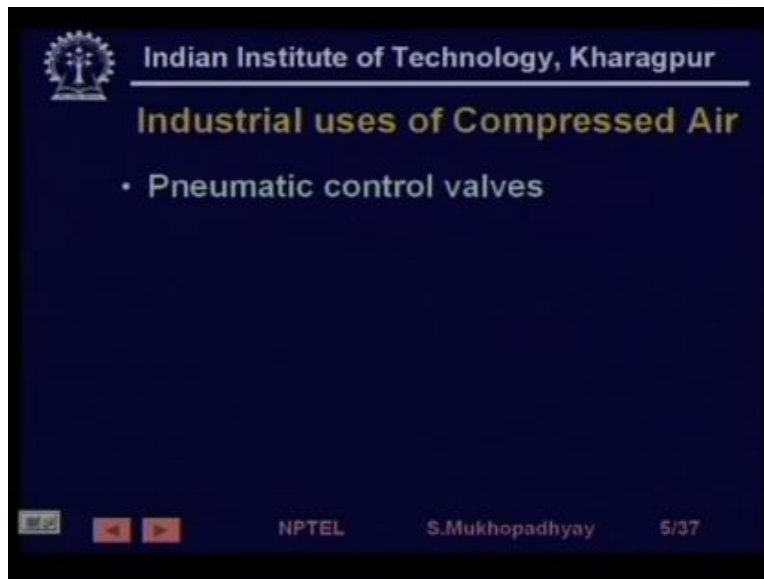 Indian Institute of Technology, Kharagpur
Industrial uses of Compressed Air
• Pneumatic control valves
NPTEL S.Mukhopadhyay 5/37